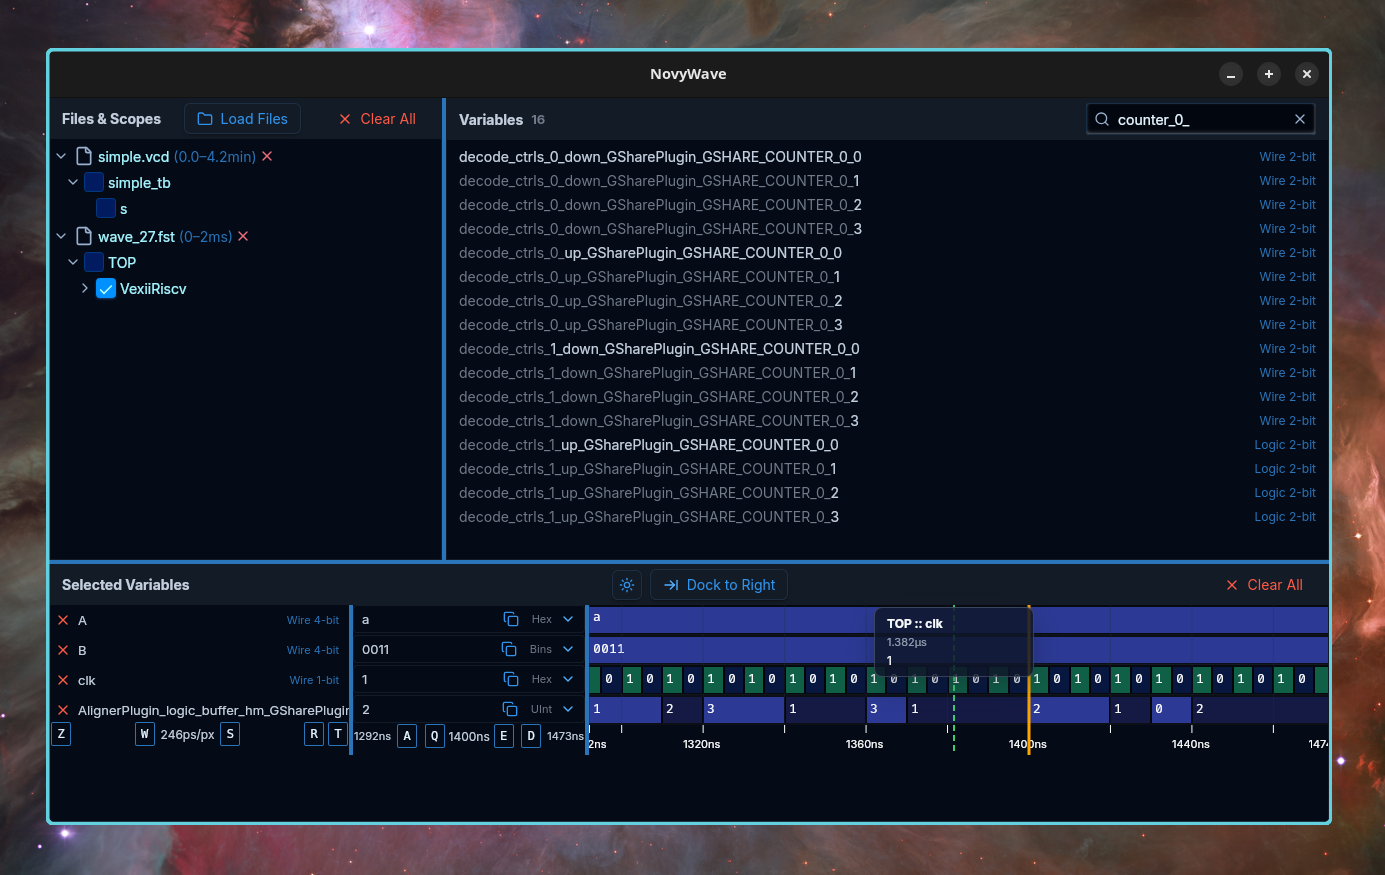 NovyWave
Files & Scopes Load Files Clear All
Variables 16 counter_0_
simple.vcd (0.0–4.2min)
simple_tb
s
wave_27.fst (0–2ms)
TOP
VexiiRiscv
decode_ctrls_0_down_GSharePlugin_GSHARE_COUNTER_0_0 Wire 2-bit
decode_ctrls_0_down_GSharePlugin_GSHARE_COUNTER_0_1 Wire 2-bit
decode_ctrls_0_down_GSharePlugin_GSHARE_COUNTER_0_2 Wire 2-bit
decode_ctrls_0_down_GSharePlugin_GSHARE_COUNTER_0_3 Wire 2-bit
decode_ctrls_0_up_GSharePlugin_GSHARE_COUNTER_0_0 Wire 2-bit
decode_ctrls_0_up_GSharePlugin_GSHARE_COUNTER_0_1 Wire 2-bit
decode_ctrls_0_up_GSharePlugin_GSHARE_COUNTER_0_2 Wire 2-bit
decode_ctrls_0_up_GSharePlugin_GSHARE_COUNTER_0_3 Wire 2-bit
decode_ctrls_1_down_GSharePlugin_GSHARE_COUNTER_0_0 Wire 2-bit
decode_ctrls_1_down_GSharePlugin_GSHARE_COUNTER_0_1 Wire 2-bit
decode_ctrls_1_down_GSharePlugin_GSHARE_COUNTER_0_2 Wire 2-bit
decode_ctrls_1_down_GSharePlugin_GSHARE_COUNTER_0_3 Wire 2-bit
decode_ctrls_1_up_GSharePlugin_GSHARE_COUNTER_0_0 Logic 2-bit
decode_ctrls_1_up_GSharePlugin_GSHARE_COUNTER_0_1 Logic 2-bit
decode_ctrls_1_up_GSharePlugin_GSHARE_COUNTER_0_2 Logic 2-bit
decode_ctrls_1_up_GSharePlugin_GSHARE_COUNTER_0_3 Logic 2-bit
Selected Variables Dock to Right Clear All
A Wire 4-bit a Hex a
B Wire 4-bit 0011 Bins 0011
TOP :: clk
1.382µs
1
clk Wire 1-bit 1 Hex 0 1 0 1 0 1 0 1 0 1 0 1 0 1 0 1 0 1 0 1 0 1 0 1 0 1 0 1 0 1 0 1 0 1 0
AlignerPlugin_logic_buffer_hm_GSharePlugin 2 UInt 1 2 3 1 3 1 2 1 0 2
Z W 246ps/px S R T 1292ns A Q 1400ns E D 1473ns
2ns 1320ns 1360ns 1400ns 1440ns 147